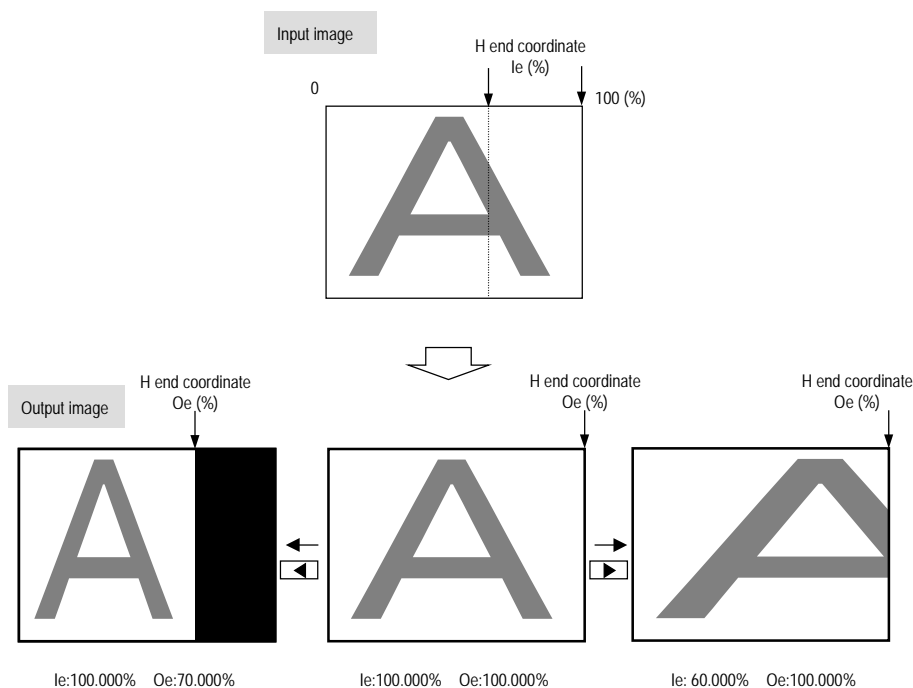 Input image
H end coordinate
Ie (%)
0
100 (%)
H end coordinate
Oe (%)
H end coordinate
Oe (%)
H end coordinate
Oe (%)
Output image
Ie:100.000% Oe:70.000%
Ie:100.000% Oe:100.000%
Ie: 60.000% Oe:100.000%